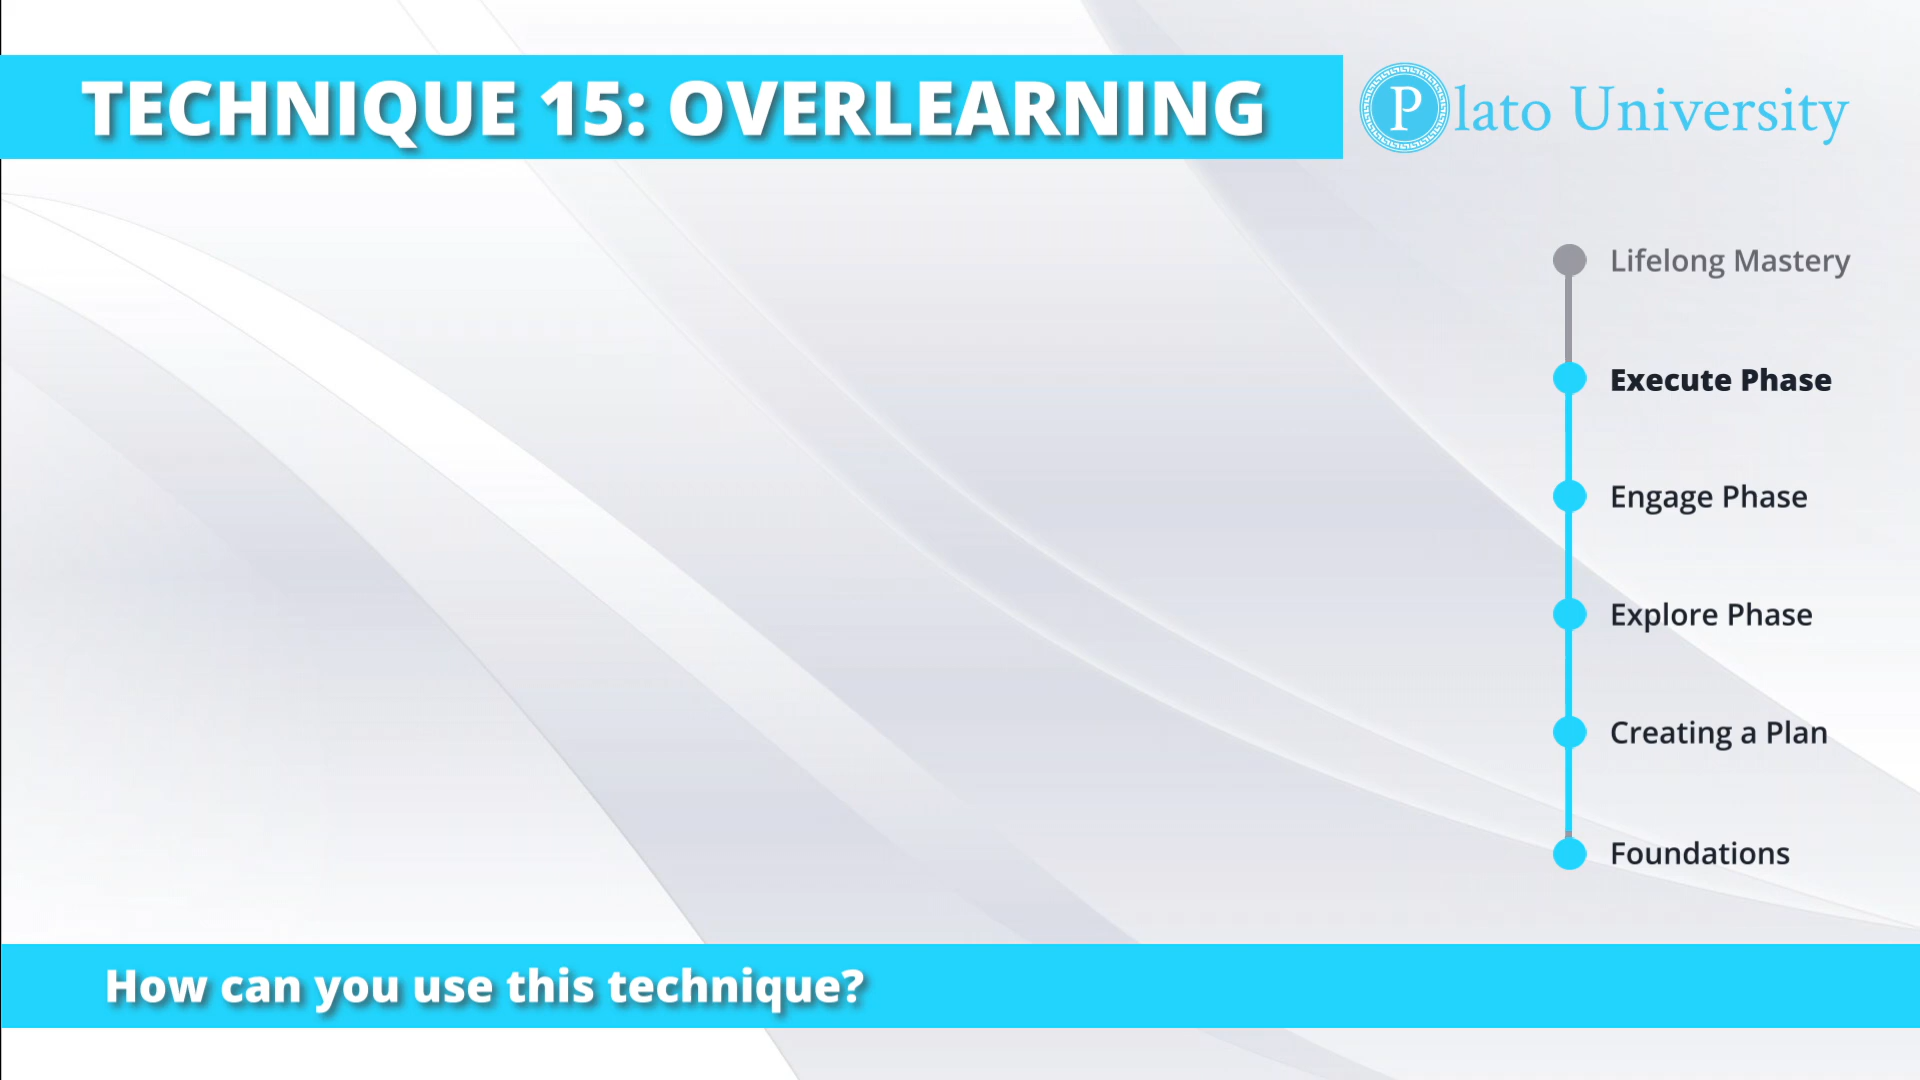 TECHNIQUE 15: OVERLEARNING
Plato University
Lifelong Mastery
Execute Phase
Engage Phase
Explore Phase
Creating a Plan
Foundations
How can you use this technique?